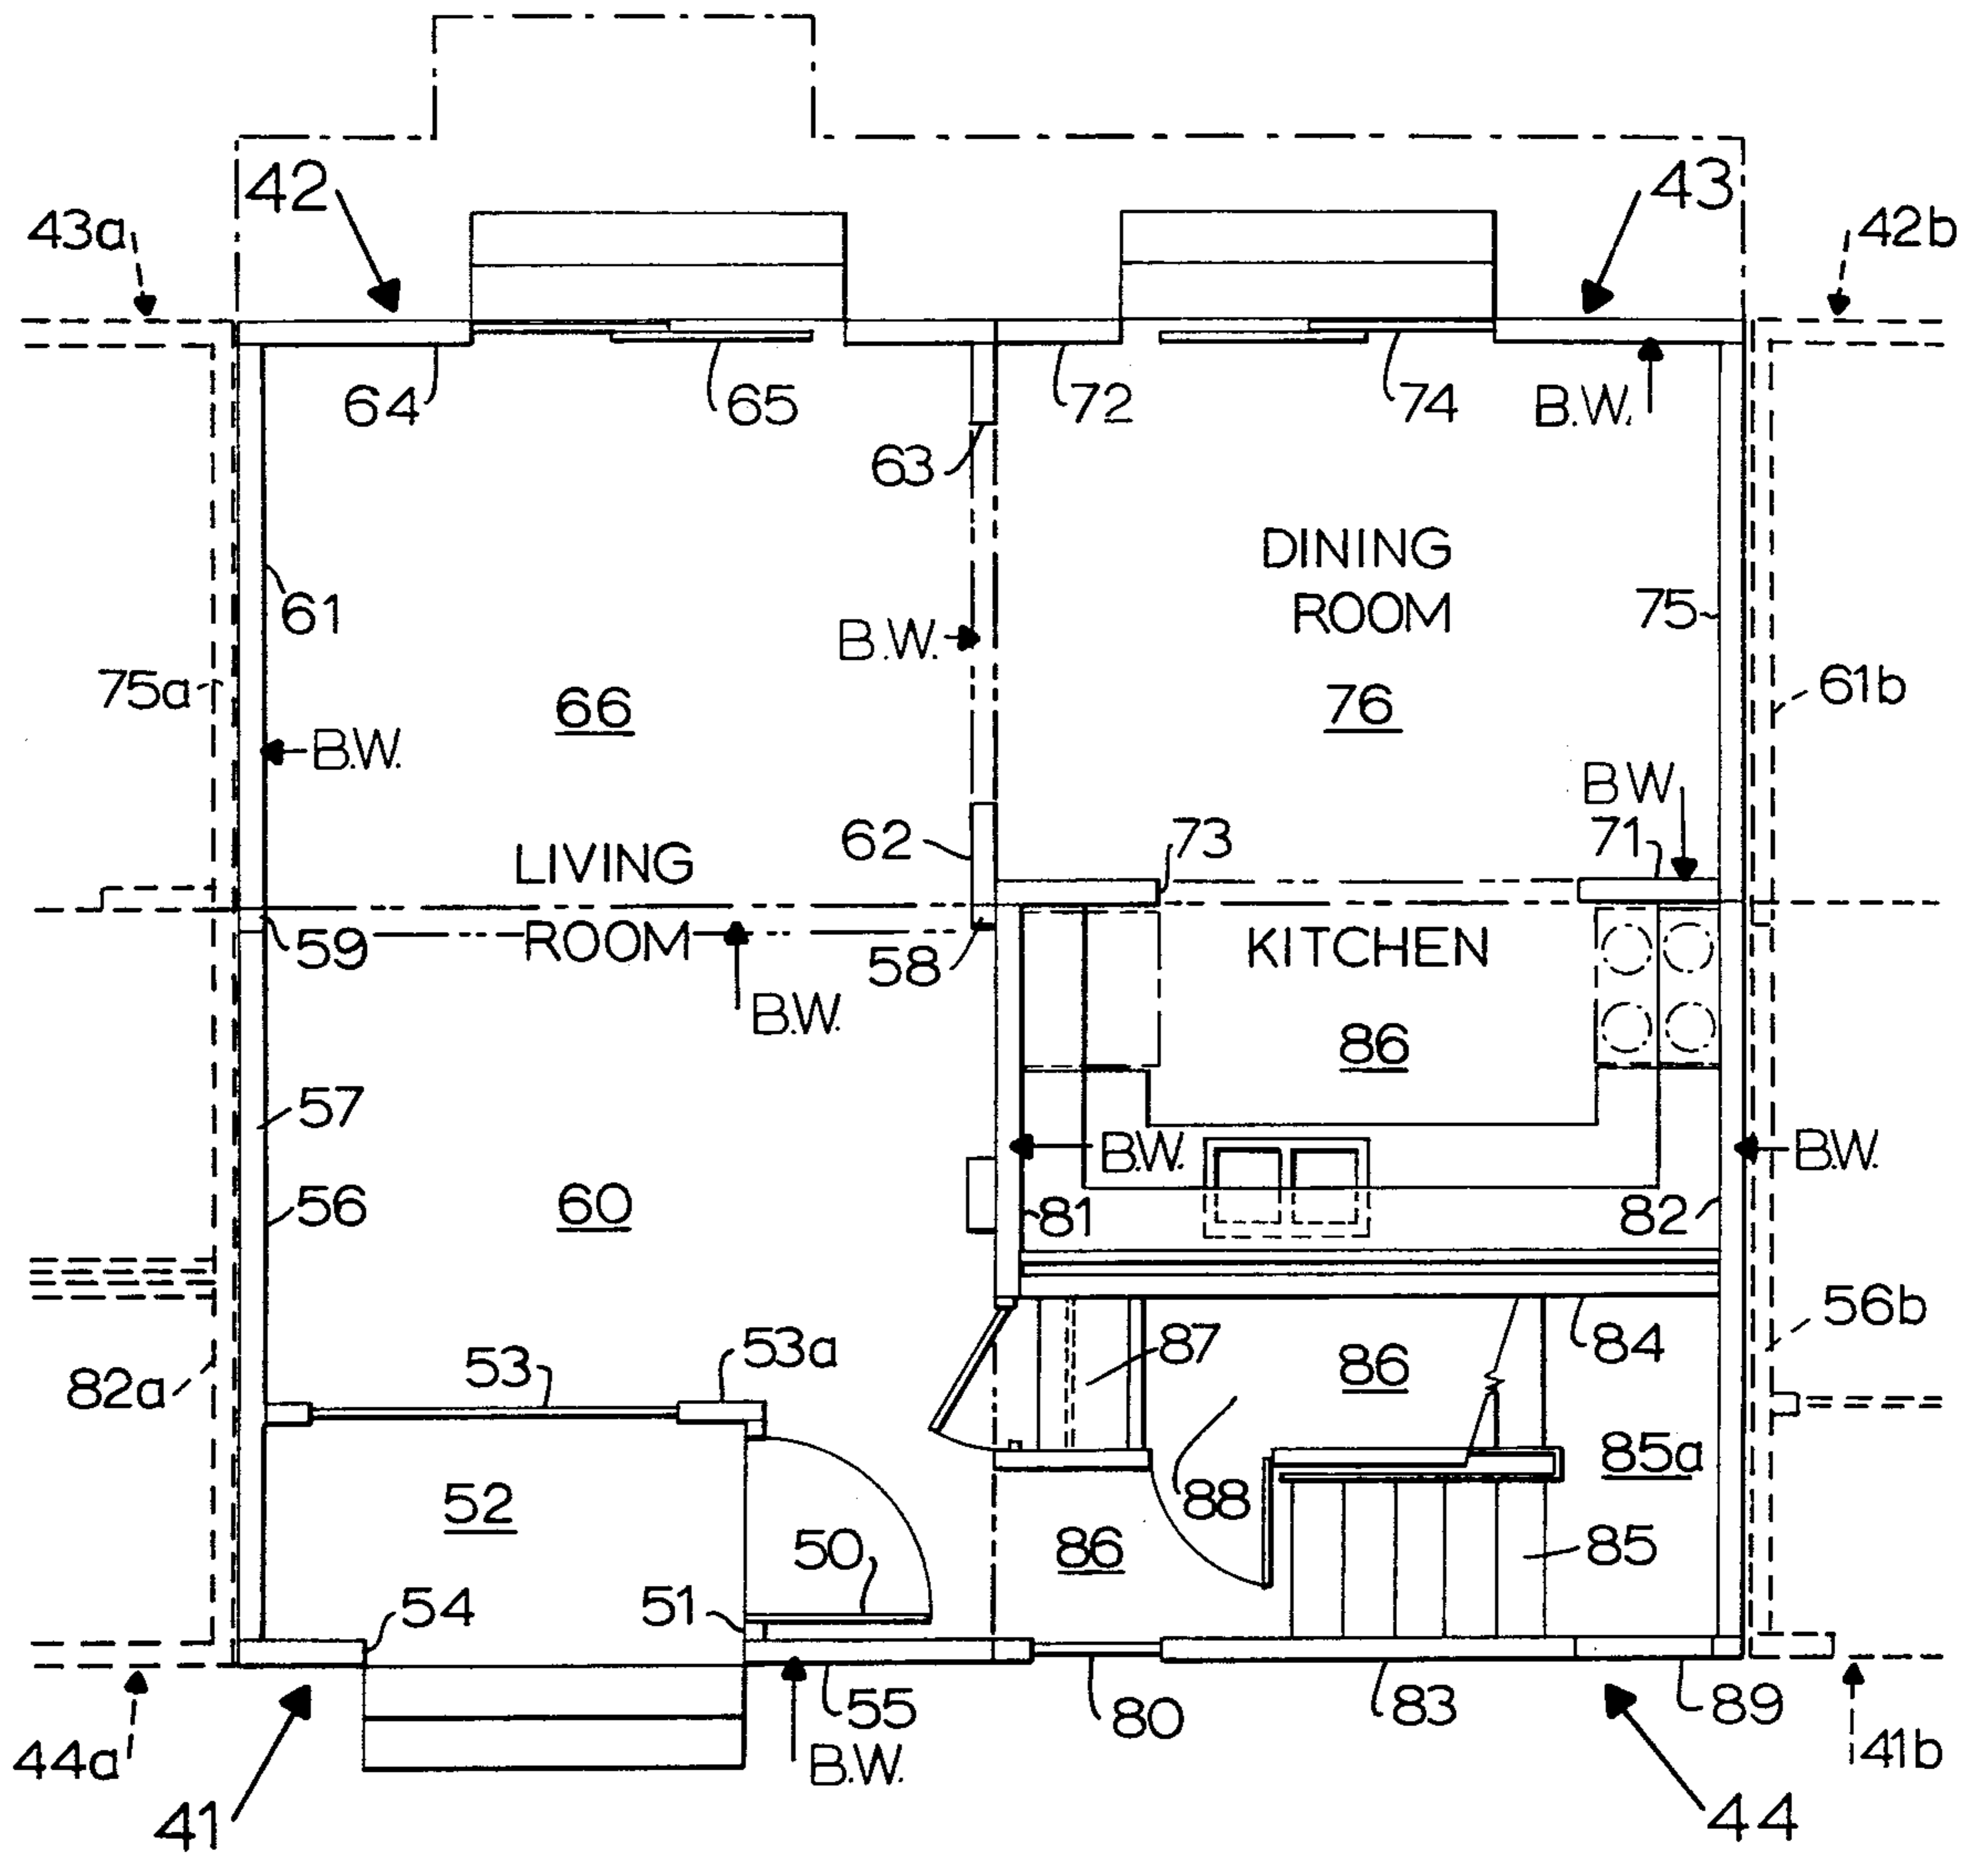 42
43
43a
42b
64
65
72
74
B.W.
63
DINING
ROOM
61
75
B.W.
75a
66
76
61b
B.W.
B.W
62
73
71
LIVING
ROOM
59
58
KITCHEN
B.W.
86
57
B.W.
B.W.
56
60
81
82
53
53a
87
86
84
56b
82a
52
88
85a
50
86
85
54
51
55
80
83
89
44a
B.W.
41b
41
44